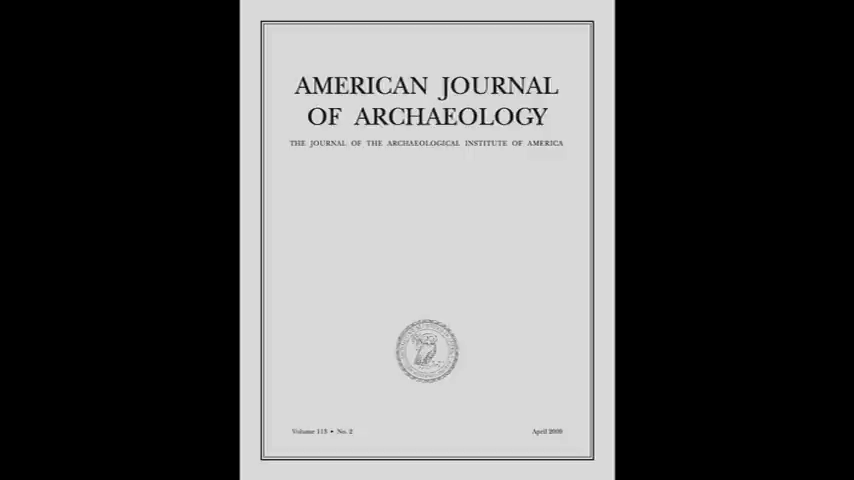 AMERICAN JOURNAL
OF ARCHAEOLOGY
THE JOURNAL OF THE ARCHAEOLOGICAL INSTITUTE OF AMERICA
Volume 113 • No. 2
April 2009